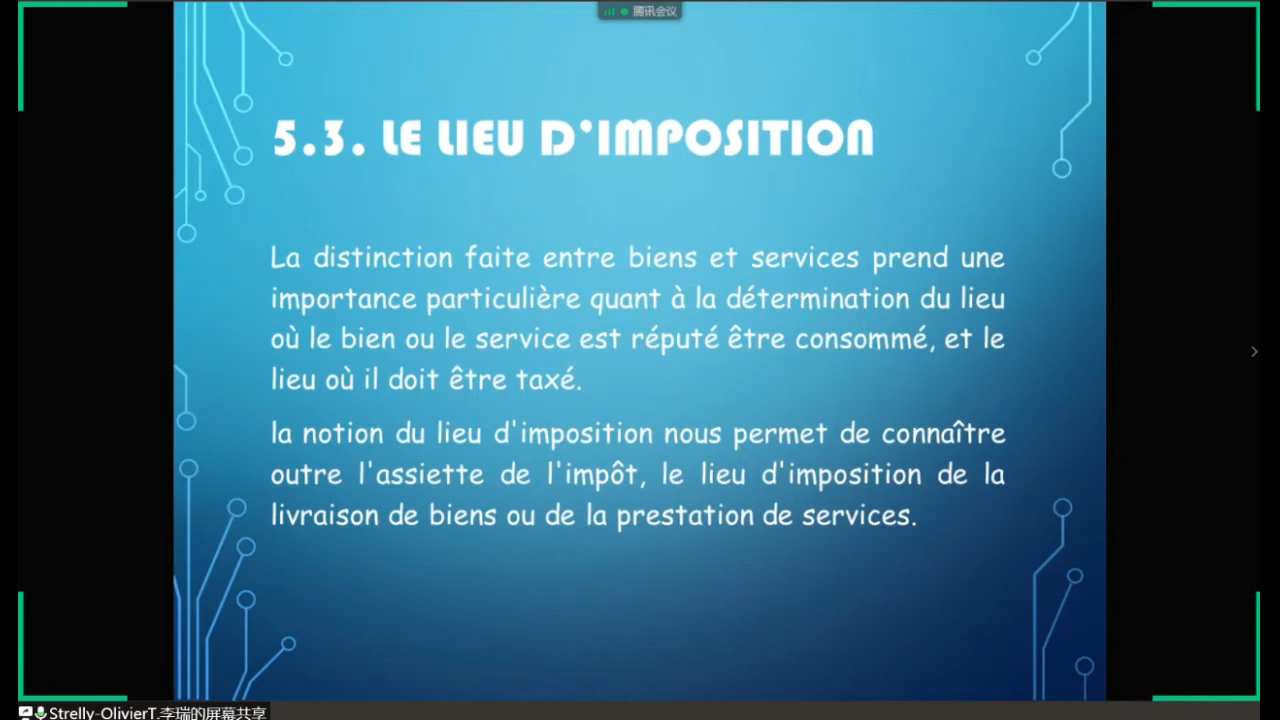 腾讯会议
5.3. LE LIEU D'IMPOSITION
La distinction faite entre biens et services prend une
importance particulière quant à la détermination du lieu
où le bien ou le service est réputé être consommé, et le
lieu où il doit être taxé.
la notion du lieu d'imposition nous permet de connaître
outre l'assiette de l'impôt, le lieu d'imposition de la
livraison de biens ou de la prestation de services.
Strelly-OlivierT.李瑞的屏幕共享